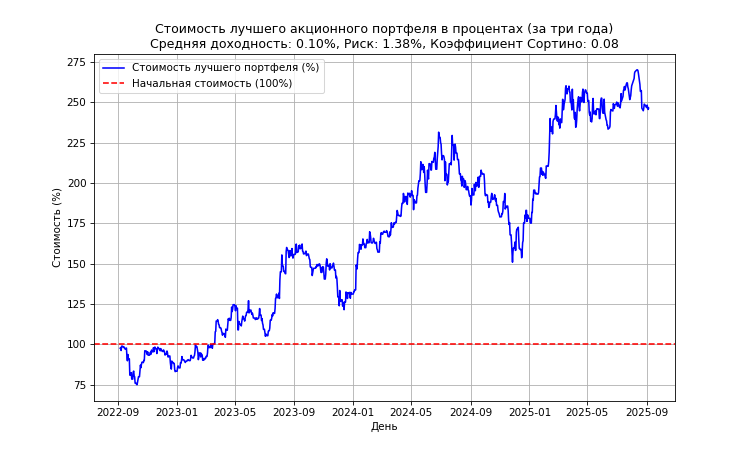 Стоимость лучшего акционного портфеля в процентах (за три года)
Средняя доходность: 0.10%, Риск: 1.38%, Коэффициент Сортино: 0.08
Стоимость лучшего портфеля (%)
Начальная стоимость (100%)
Стоимость (%)
275
250
225
200
175
150
125
100
75
2022-09 2023-01 2023-05 2023-09 2024-01 2024-05 2024-09 2025-01 2025-05 2025-09
День